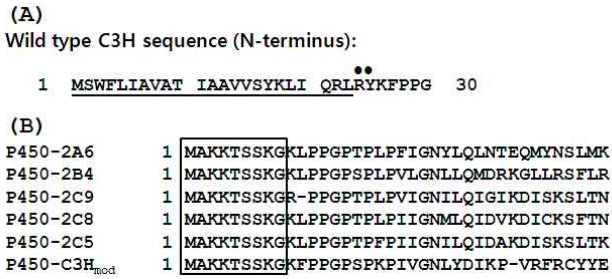 (A)
Wild type C3H sequence (N-terminus):
1 MSWFLIAVAT IAAVVSYKLI QRLRYKFPPG 30
(B)
P450-2A6 1 MAKKTSSKGKLPPGPTPLPFIGNYLQLNTEQMYNSLMK
P450-2B4 1 MAKKTSSKGKLPPGPSPLPVLGNLLQMDRKGLLRSFLR
P450-2C9 1 MAKKTSSKGR-PPGPTPLPVIGNILQIGIKDISKSLTN
P450-2C8 1 MAKKTSSKGKLPPGPTPLPIIGNMLQIDVKDICKSFTN
P450-2C5 1 MAKKTSSKGKLPPGPTPFPIIGNILQIDAKDISKSLTK
P450-C3Hmod 1 MAKKTSSKGKFPPGPSPKPIVGNLYDIKP-VRFRCYYE